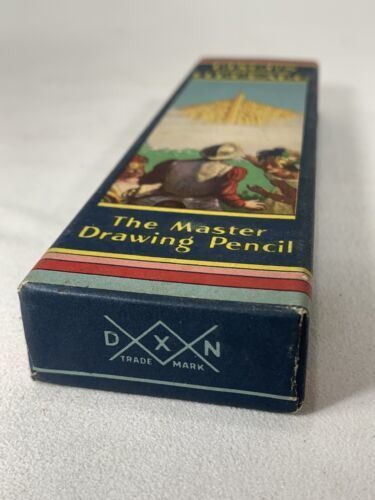 The Master
Drawing Pencil
D X N
TRADE MARK